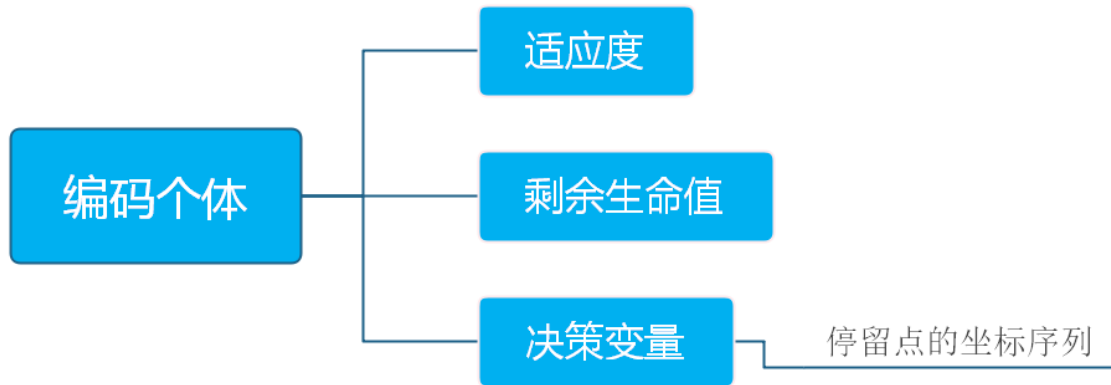 适应度
编码个体
剩余生命值
决策变量
停留点的坐标序列